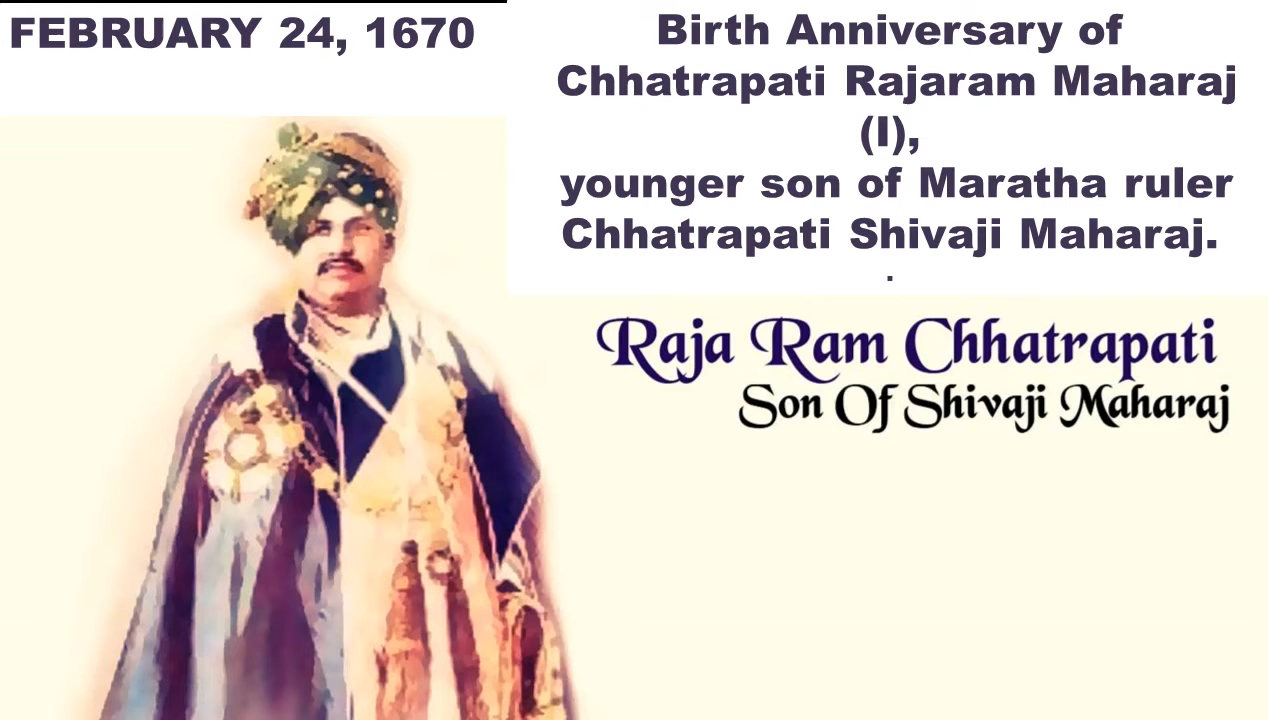 FEBRUARY 24, 1670
Birth Anniversary of
Chhatrapati Rajaram Maharaj
(I),
younger son of Maratha ruler
Chhatrapati Shivaji Maharaj.
.
Raja Ram Chhatrapati
Son Of Shivaji Maharaj